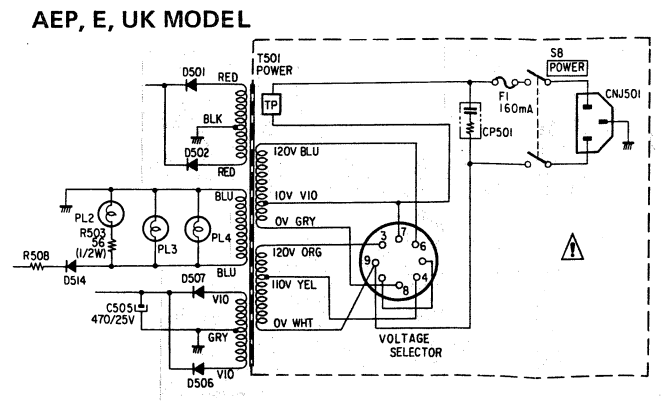 AEP, E, UK MODEL
T501
POWER
S8
POWER
D501
RED
CNJ501
F1
160mA
TP
BLK
CP501
D502
RED
120V BLU
BLU
10V VIO
PL2
R503
56
(1/2W)
PL3
PL4
0V GRY
3
7
6
120V ORG
R508
9
D514
BLU
D507
110V YEL
4
8
VIO
C505
470/25V
GRY
0V WHT
VOLTAGE
SELECTOR
D506
VIO